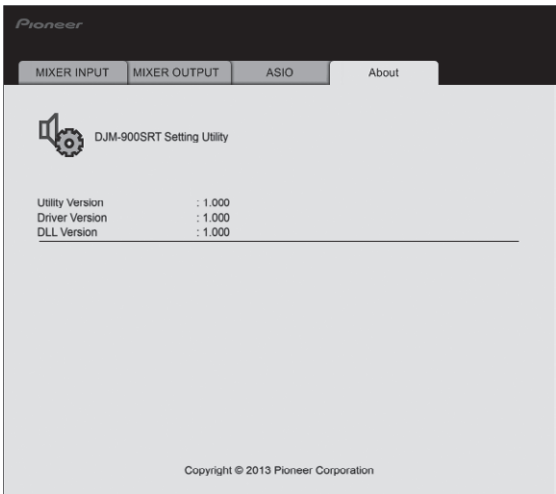 Pioneer
MIXER INPUT MIXER OUTPUT ASIO About
DJM-900SRT Setting Utility
Utility Version : 1.000
Driver Version : 1.000
DLL Version : 1.000
Copyright © 2013 Pioneer Corporation